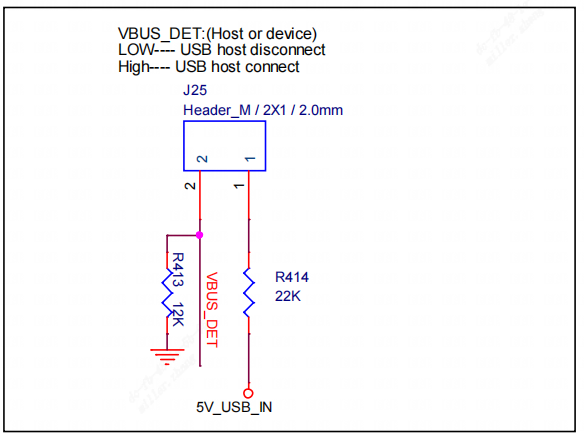 VBUS_DET:(Host or device)
LOW---- USB host disconnect
High---- USB host connect
J25
Header_M / 2X1 / 2.0mm
2
1
2
1
R413
12K
VBUS_DET
R414
22K
5V_USB_IN